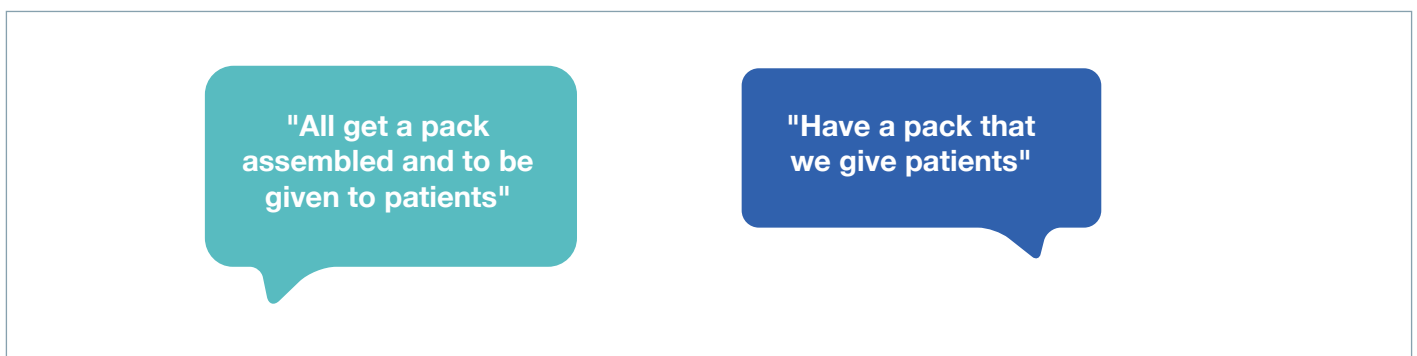 "All get a pack
assembled and to be
given to patients"
"Have a pack that
we give patients"